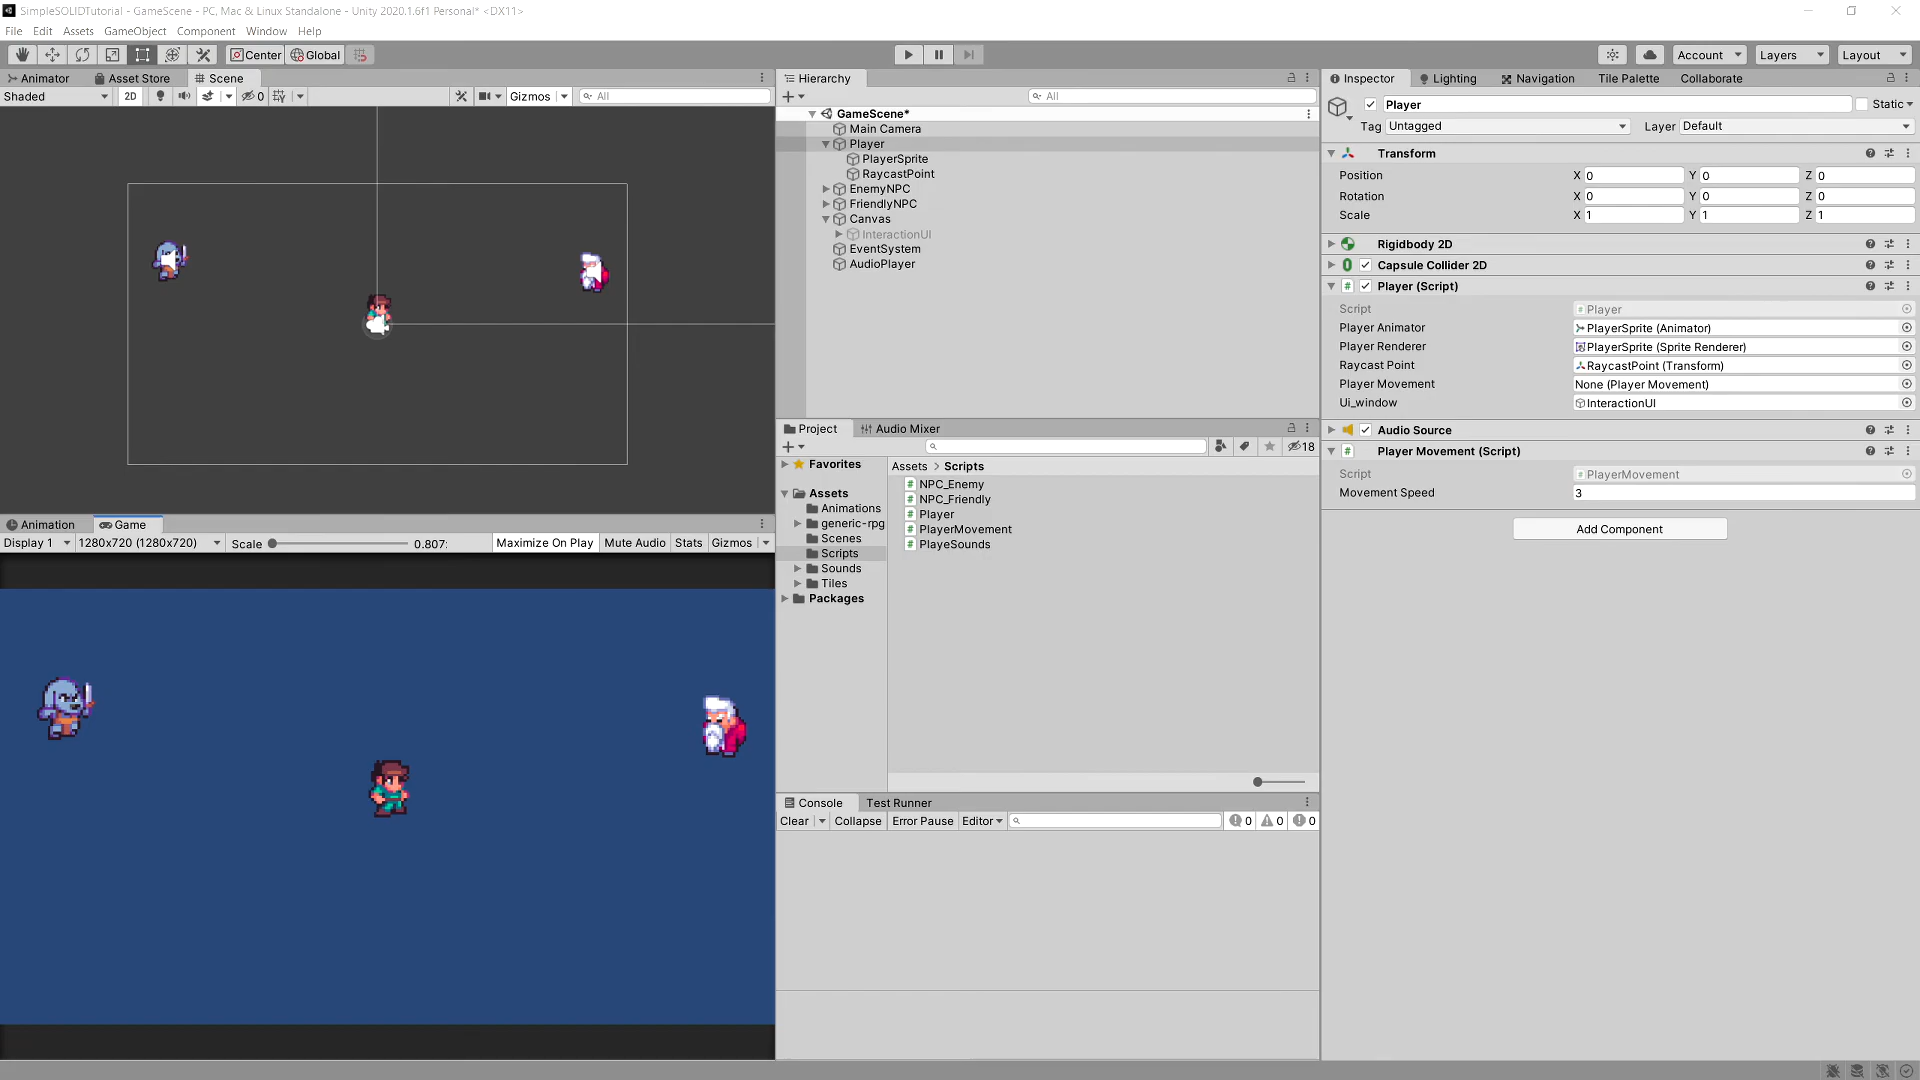 SimpleSOLIDTutorial - GameScene - PC, Mac & Linux Standalone - Unity 2020.1.6f1 Personal* <DX11>
File Edit Assets GameObject Component Window Help
Center Global
Account Layers Layout
Animator Asset Store Scene
Shaded 2D 0 Gizmos All
Hierarchy
All
GameScene*
Main Camera
Player
PlayerSprite
RaycastPoint
EnemyNPC
FriendlyNPC
Canvas
InteractionUI
EventSystem
AudioPlayer
Animation Game
Display 1 1280x720 (1280x720) Scale 0.807: Maximize On Play Mute Audio Stats Gizmos
Project Audio Mixer
18
Favorites
Assets
Animations
generic-rpg
Scenes
Scripts
Sounds
Tiles
Packages
Assets > Scripts
NPC_Enemy
NPC_Friendly
Player
PlayerMovement
PlayeSounds
Console Test Runner
Clear Collapse Error Pause Editor 0 0 0
Inspector Lighting Navigation Tile Palette Collaborate
Player Static
Tag Untagged Layer Default
Transform
Position X 0 Y 0 Z 0
Rotation X 0 Y 0 Z 0
Scale X 1 Y 1 Z 1
Rigidbody 2D
Capsule Collider 2D
Player (Script)
Script Player
Player Animator PlayerSprite (Animator)
Player Renderer PlayerSprite (Sprite Renderer)
Raycast Point RaycastPoint (Transform)
Player Movement None (Player Movement)
Ui_window InteractionUI
Audio Source
Player Movement (Script)
Script PlayerMovement
Movement Speed 3
Add Component